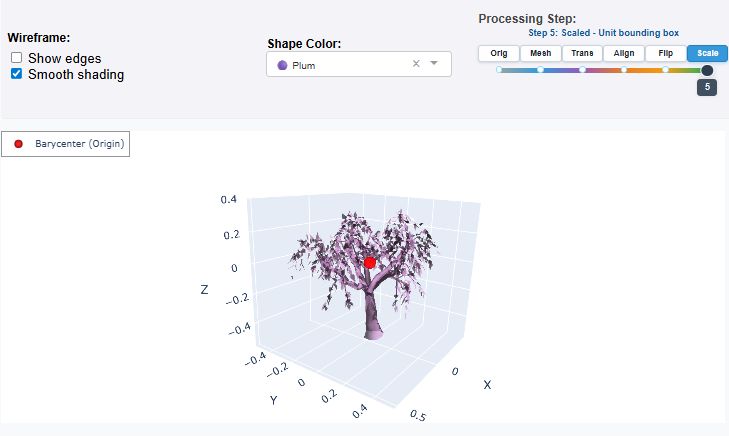 Processing Step:
Step 5: Scaled - Unit bounding box
Wireframe:
Show edges
Smooth shading
Shape Color:
Plum
Orig Mesh Trans Align Flip Scale
5
Barycenter (Origin)
0.4
0.2
0
−0.2
−0.4
Z
−0.4
−0.2
0
0.2
0.4
Y
0
0.5
X